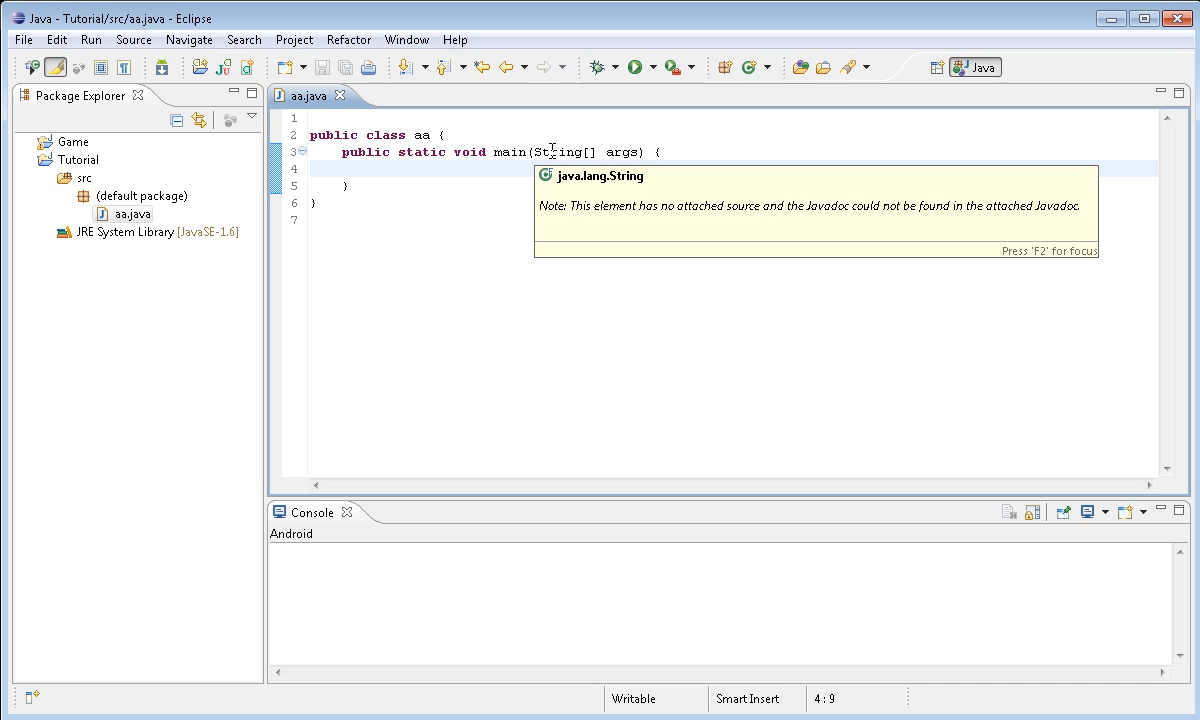 Java - Tutorial/src/aa.java - Eclipse
File Edit Run Source Navigate Search Project Refactor Window Help
Java
Package Explorer
aa.java
Game
Tutorial
src
(default package)
aa.java
JRE System Library [JavaSE-1.6]
1
2 public class aa {
3 public static void main(String[] args) {
4
5 }
6 }
7
java.lang.String
Note: This element has no attached source and the Javadoc could not be found in the attached Javadoc.
Press 'F2' for focus
Console
Android
Writable Smart Insert 4 : 9